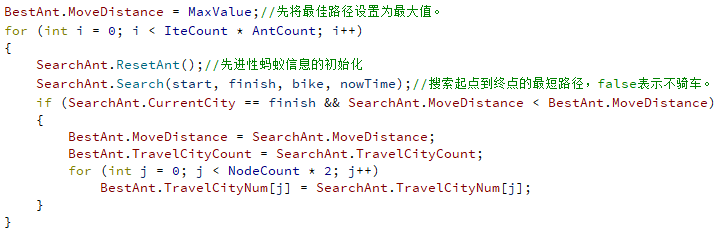 BestAnt.MoveDistance = MaxValue;//先将最佳路径设置为最大值。
for (int i = 0; i < IteCount * AntCount; i++)
{
    SearchAnt.ResetAnt();//先进性蚂蚁信息的初始化
    SearchAnt.Search(start, finish, bike, nowTime);//搜索起点到终点的最短路径，false表示不骑车。
    if (SearchAnt.CurrentCity == finish && SearchAnt.MoveDistance < BestAnt.MoveDistance)
    {
        BestAnt.MoveDistance = SearchAnt.MoveDistance;
        BestAnt.TravelCityCount = SearchAnt.TravelCityCount;
        for (int j = 0; j < NodeCount * 2; j++)
            BestAnt.TravelCityNum[j] = SearchAnt.TravelCityNum[j];
    }
}